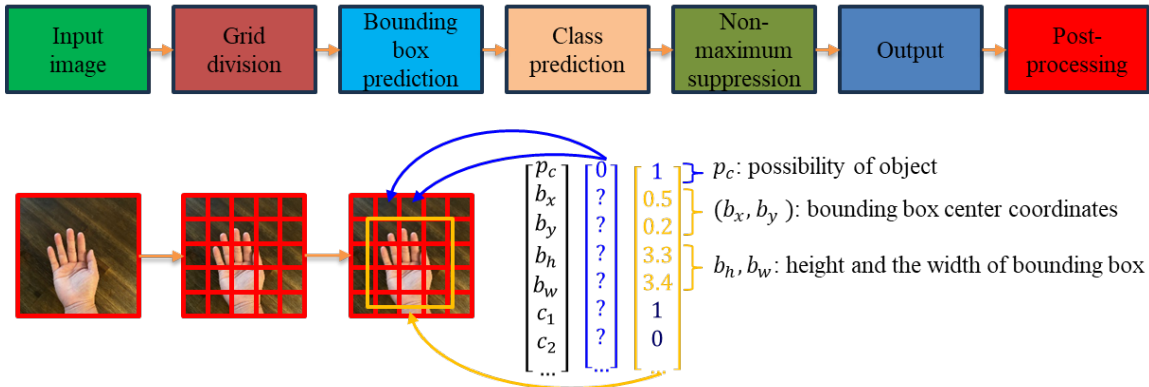 Input
image
Grid
division
Bounding
box
prediction
Class
prediction
Non-
maximum
suppression
Output
Post-
processing
p_c 0 1 p_c: possibility of object
b_x ? 0.5
b_y ? 0.2 (b_x, b_y ): bounding box center coordinates
b_h ? 3.3
b_w ? 3.4 b_h, b_w: height and the width of bounding box
c_1 ? 1
c_2 ? 0
... ... ...